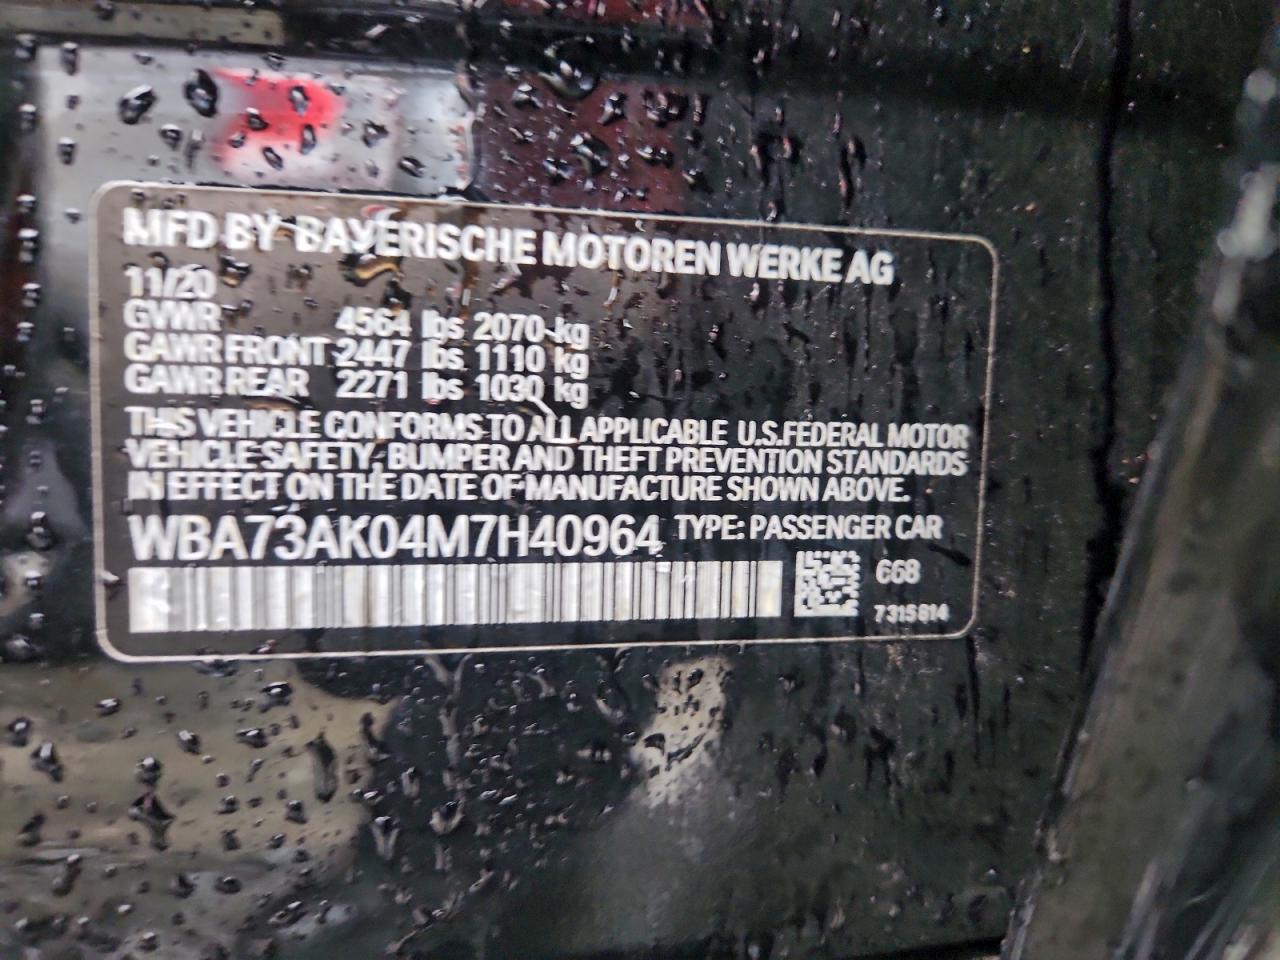 MFD BY BAYERISCHE MOTOREN WERKE AG
11/20
GVWR 4564 lbs 2070 kg
GAWR FRONT 2447 lbs 1110 kg
GAWR REAR 2271 lbs 1030 kg
THIS VEHICLE CONFORMS TO ALL APPLICABLE U.S.FEDERAL MOTOR
VEHICLE SAFETY, BUMPER AND THEFT PREVENTION STANDARDS
IN EFFECT ON THE DATE OF MANUFACTURE SHOWN ABOVE.
WBA73AK04M7H40964 TYPE: PASSENGER CAR
C68
7315814